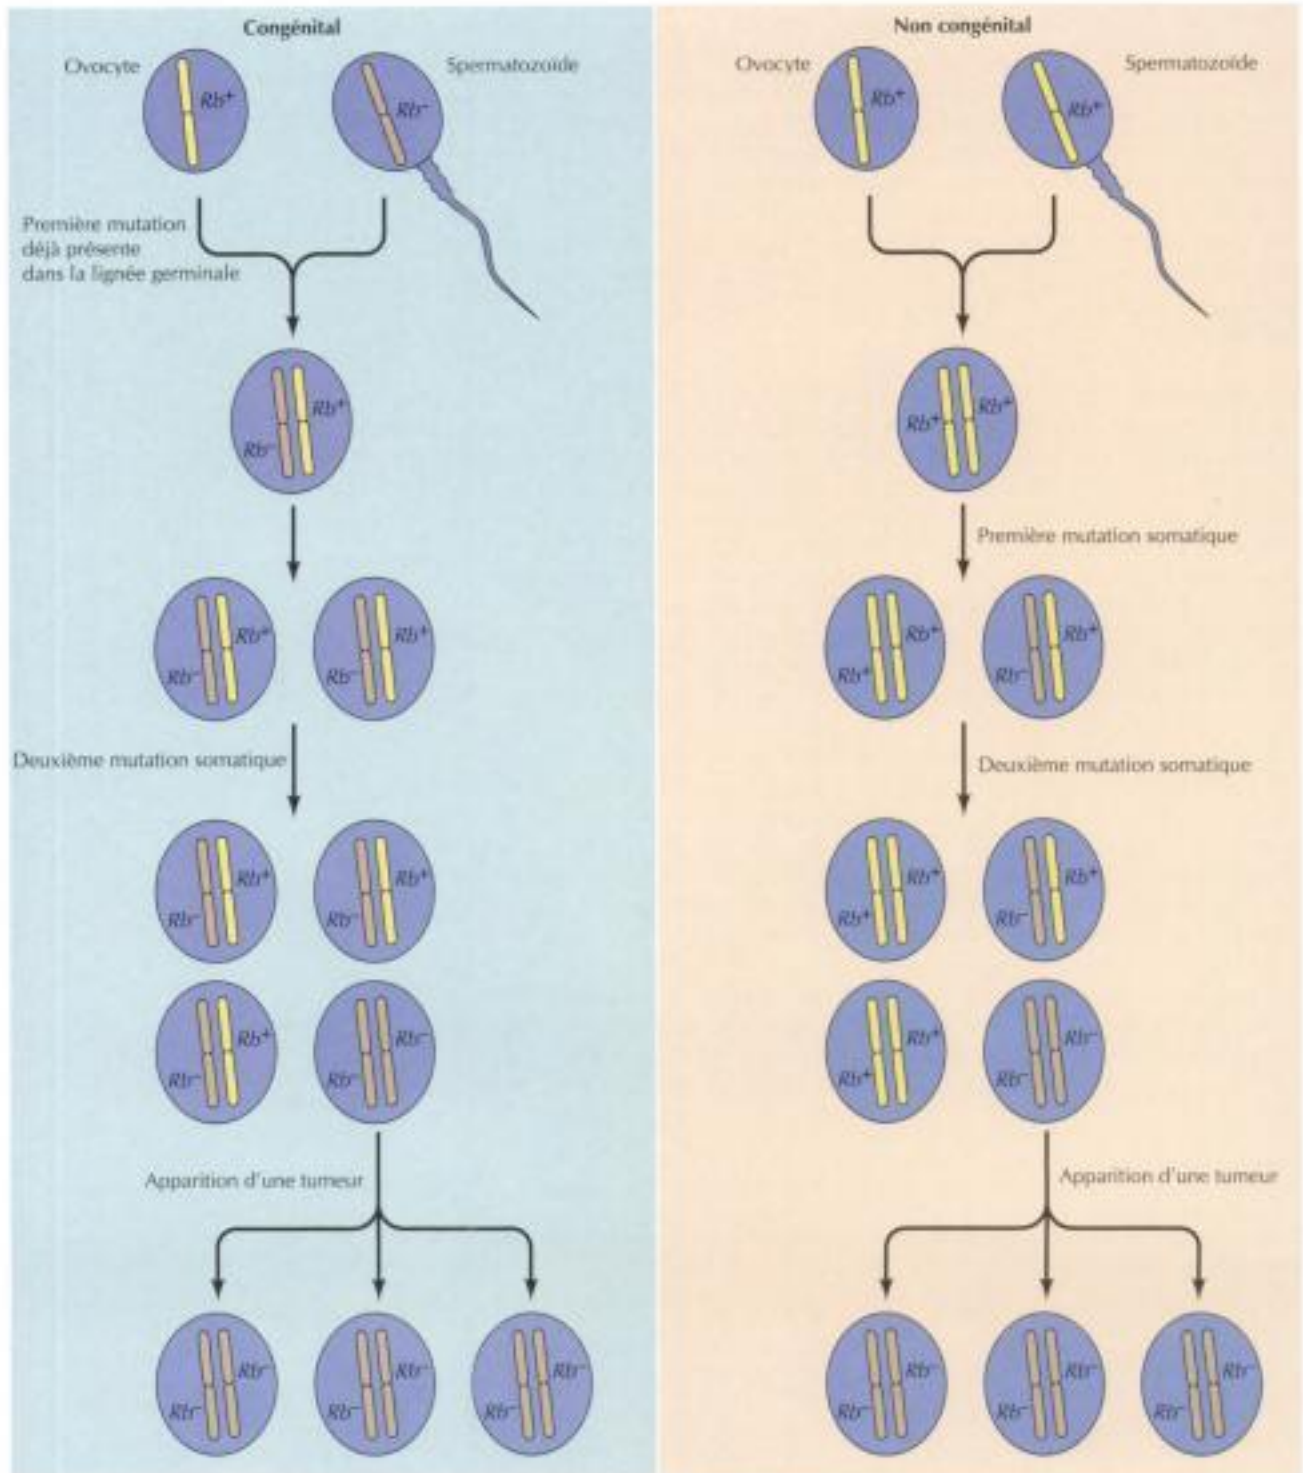 Congénital
Ovocyte
Spermatozoïde
Rb⁺
Rb⁻
Première mutation
déjà présente
dans la lignée germinale
Rb⁺
Rb⁻
Rb⁺
Rb⁻
Rb⁺
Rb⁻
Deuxième mutation somatique
Rb⁺
Rb⁻
Rb⁺
Rb⁻
Rb⁺
Rb⁻
Rb⁻
Rb⁻
Apparition d'une tumeur
Rb⁻
Rb⁻
Rb⁻
Rb⁻
Rb⁻
Rb⁻
Non congénital
Ovocyte
Spermatozoïde
Rb⁺
Rb⁺
Rb⁺
Rb⁺
Première mutation somatique
Rb⁺
Rb⁺
Rb⁺
Rb⁻
Deuxième mutation somatique
Rb⁺
Rb⁺
Rb⁺
Rb⁻
Rb⁺
Rb⁺
Rb⁻
Rb⁻
Apparition d'une tumeur
Rb⁻
Rb⁻
Rb⁻
Rb⁻
Rb⁻
Rb⁻